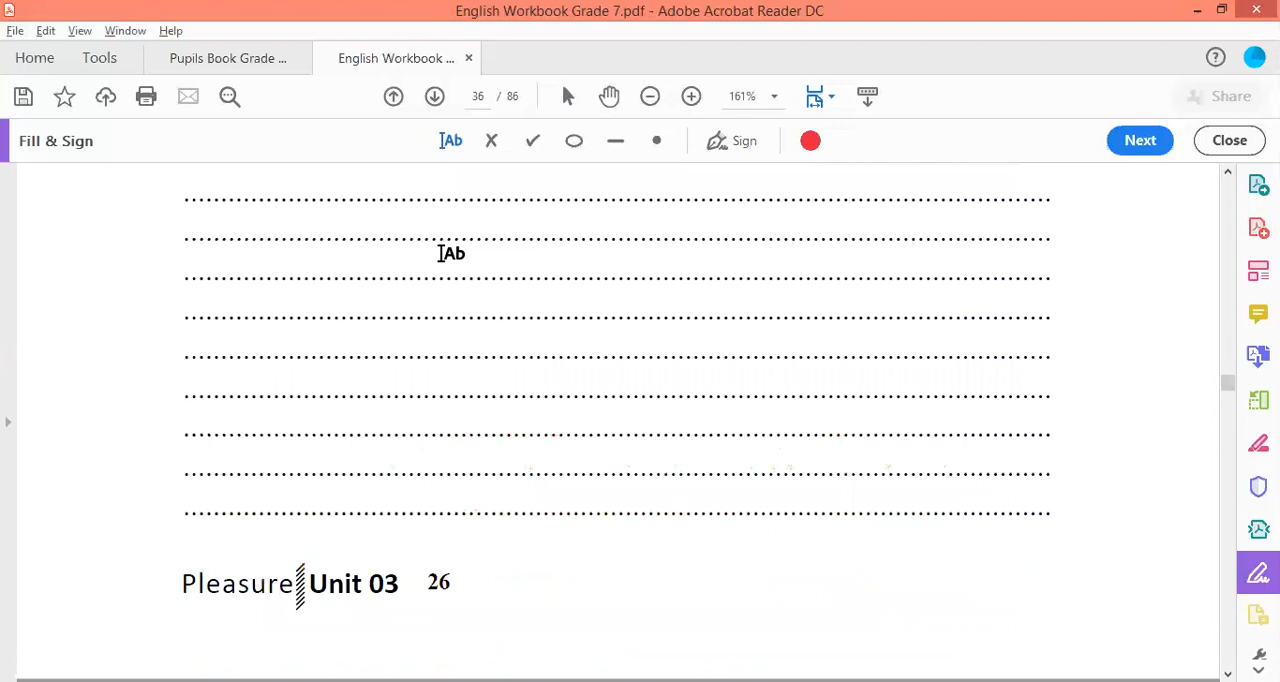 English Workbook Grade 7.pdf - Adobe Acrobat Reader DC
File Edit View Window Help
Home Tools Pupils Book Grade ... English Workbook ... ×
36 / 86 161% Share
Fill & Sign Ab Sign Next Close
..............................................................................................................
..............................................................................................................
Ab
..............................................................................................................
..............................................................................................................
..............................................................................................................
..............................................................................................................
..............................................................................................................
..............................................................................................................
..............................................................................................................
Pleasure Unit 03 26